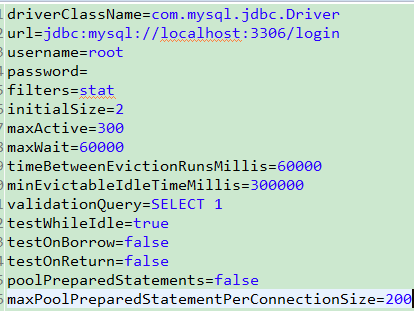 driverClassName=com.mysql.jdbc.Driver
url=jdbc:mysql://localhost:3306/login
username=root
password=
filters=stat
initialSize=2
maxActive=300
maxWait=60000
timeBetweenEvictionRunsMillis=60000
minEvictableIdleTimeMillis=300000
validationQuery=SELECT 1
testWhileIdle=true
testOnBorrow=false
testOnReturn=false
poolPreparedStatements=false
maxPoolPreparedStatementPerConnectionSize=200